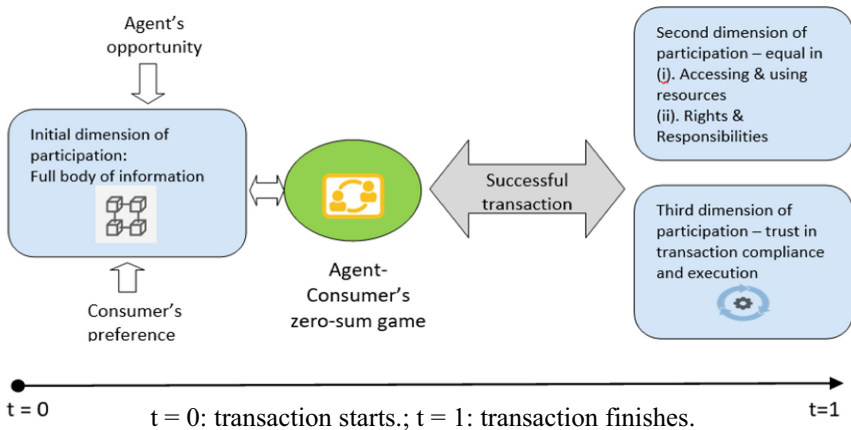 Agent's
opportunity
Initial dimension of
participation:
Full body of information
Consumer's
preference
Agent-
Consumer's
zero-sum game
Successful
transaction
Second dimension of
participation – equal in
(i). Accessing & using
resources
(ii). Rights &
Responsibilities
Third dimension of
participation – trust in
transaction compliance
and execution
t = 0
t=1
t = 0: transaction starts.; t = 1: transaction finishes.